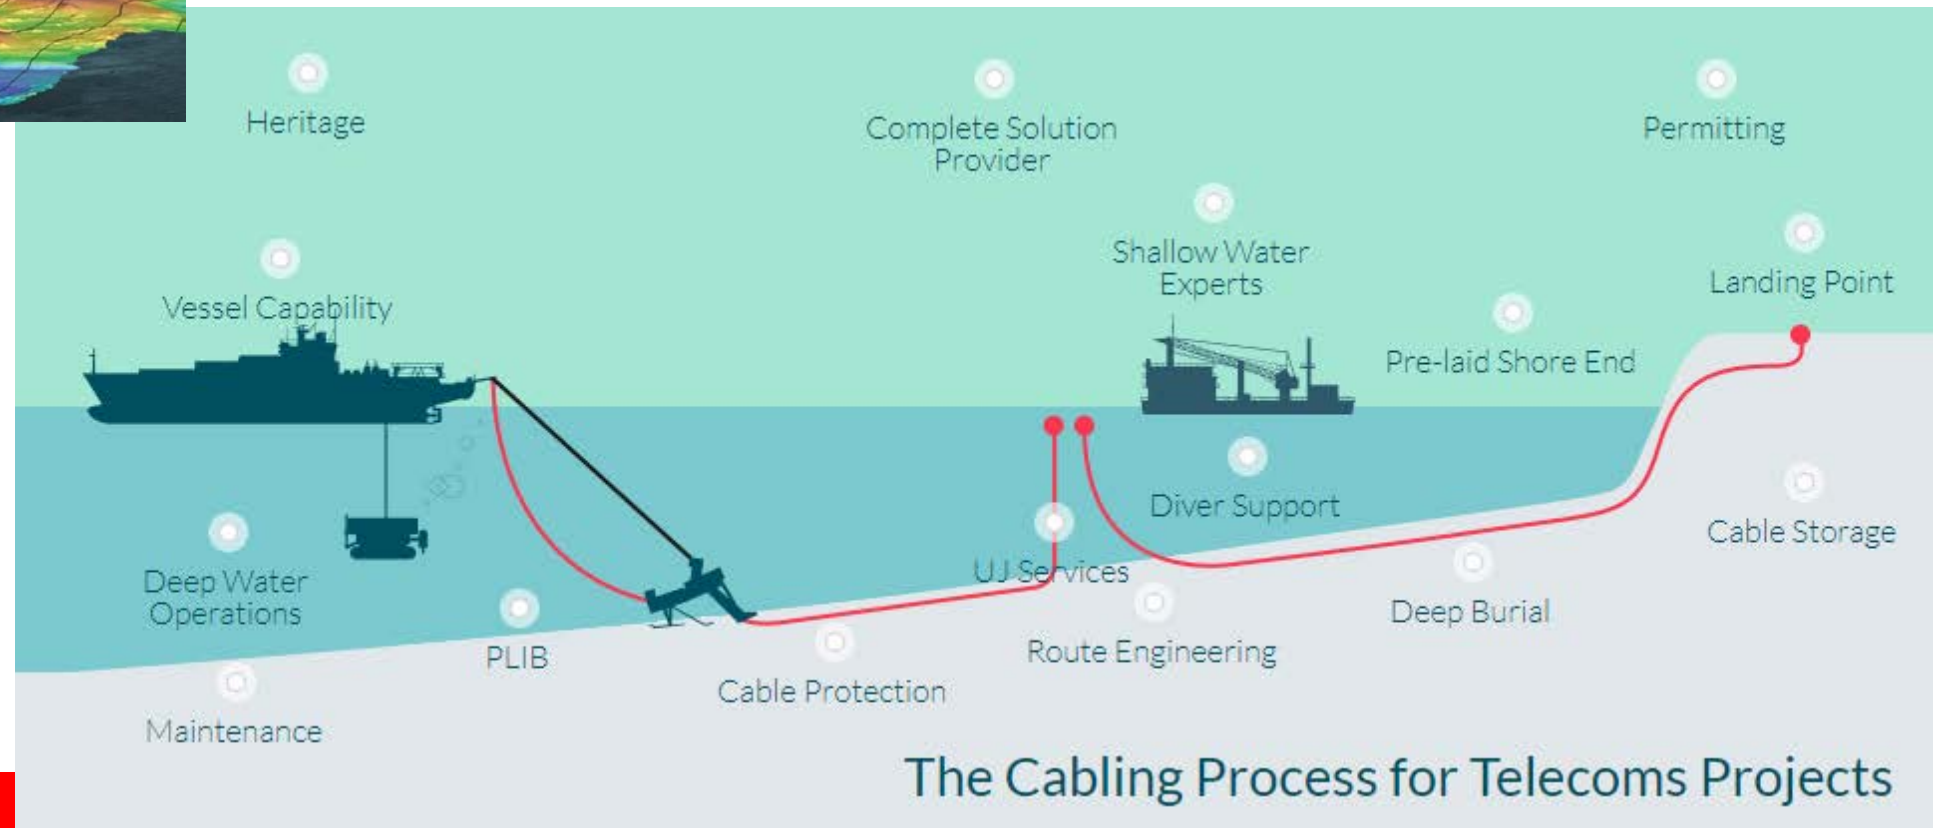 Heritage
Complete Solution
Provider
Permitting
Shallow Water
Experts
Landing Point
Vessel Capability
Pre-laid Shore End
Diver Support
Cable Storage
UJ Services
Deep Water
Operations
Deep Burial
PLIB
Route Engineering
Cable Protection
Maintenance
The Cabling Process for Telecoms Projects